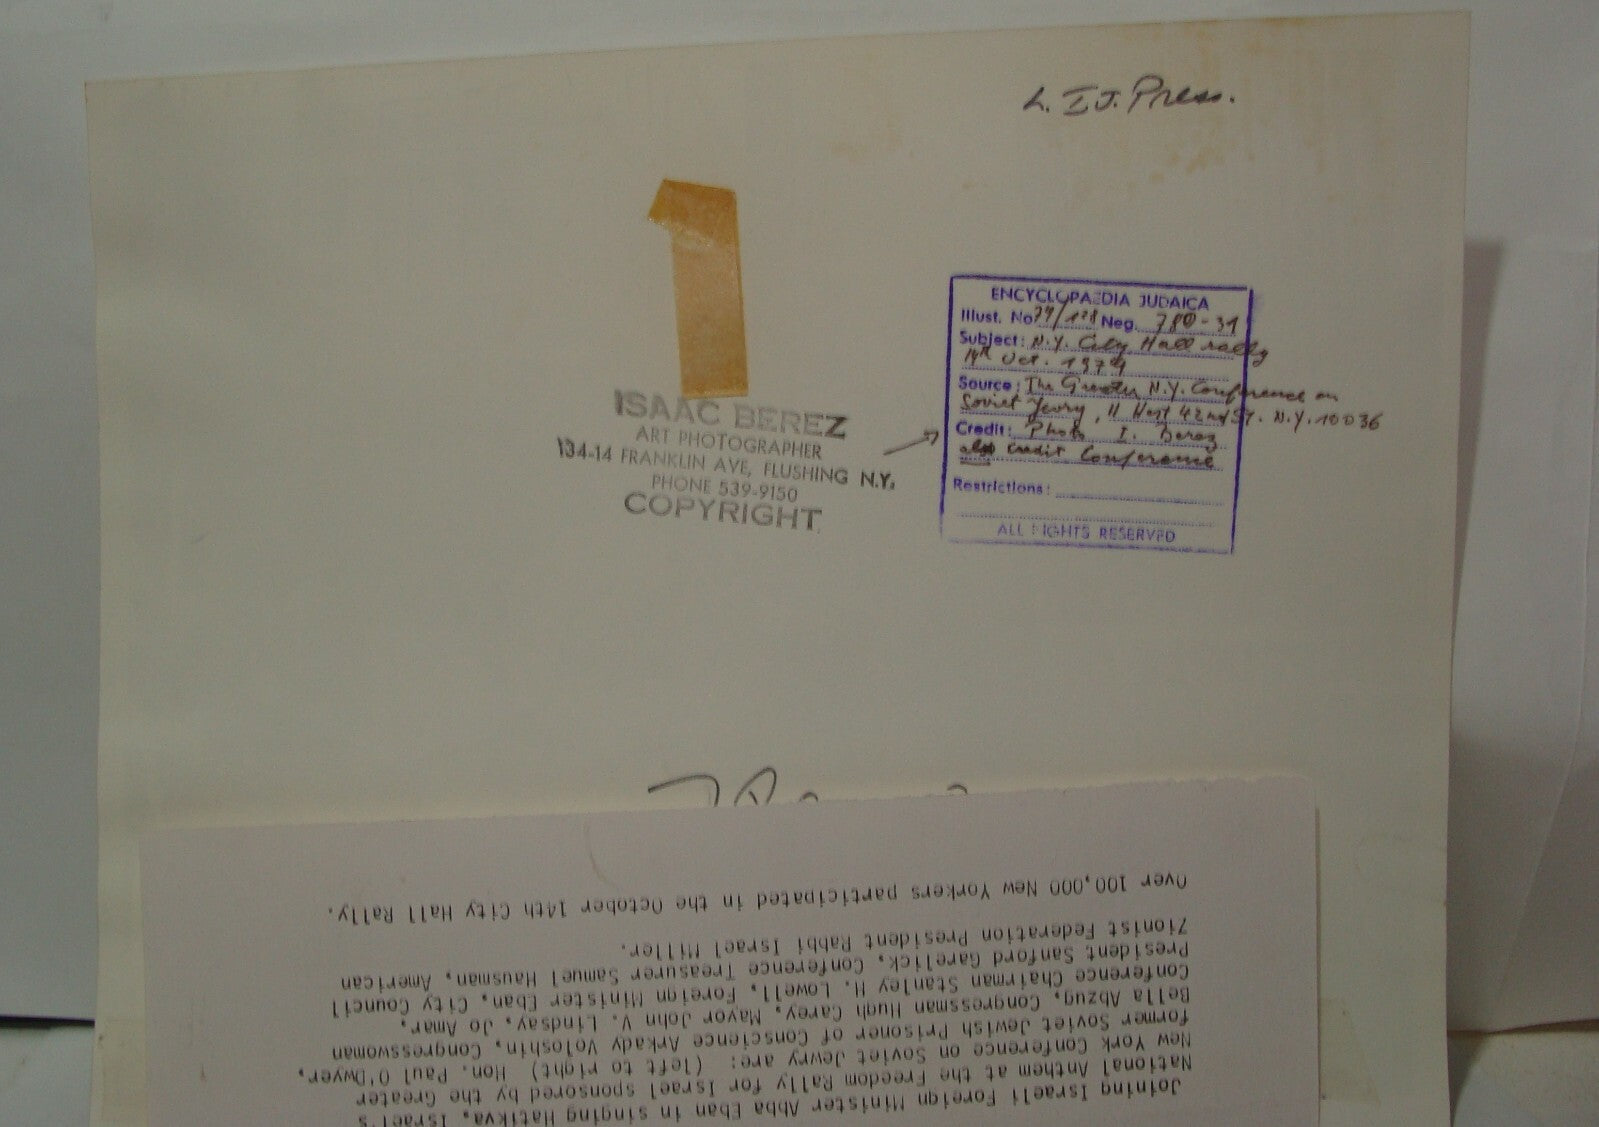 L. I J. Press.
ISAAC BEREZ
ART PHOTOGRAPHER
134-14 FRANKLIN AVE, FLUSHING N.Y.
PHONE 539-9150
COPYRIGHT
ENCYCLOPAEDIA JUDAICA
Illust. No 74/128 Neg. 780-31
Subject: N.Y. City Hall rally
14th Oct. 1974
Source: The Greater N.Y. Conference on
Soviet Jewry, 11 West 42nd St. N.Y. 10036
Credit: Photo I. Berez
also credit Conference
Restrictions:
ALL RIGHTS RESERVED
Joining Israeli Foreign Minister Abba Eban in singing Hatikva, Israel's
National Anthem at the Freedom Rally for Israel sponsored by the Greater
New York Conference on Soviet Jewry are: (left to right) Hon. Paul O'Dwyer,
former Soviet Jewish Prisoner of Conscience Arkady Voloshin, Congresswoman
Bella Abzug, Congressman Hugh Carey, Mayor John V. Lindsay, Jo Amar,
Conference Chairman Stanley H. Lowell, Foreign Minister Eban, City Council
President Sanford Garelick, Conference Treasurer Samuel Hausman, American
Zionist Federation President Rabbi Israel Miller.
Over 100,000 New Yorkers participated in the October 14th City Hall Rally.